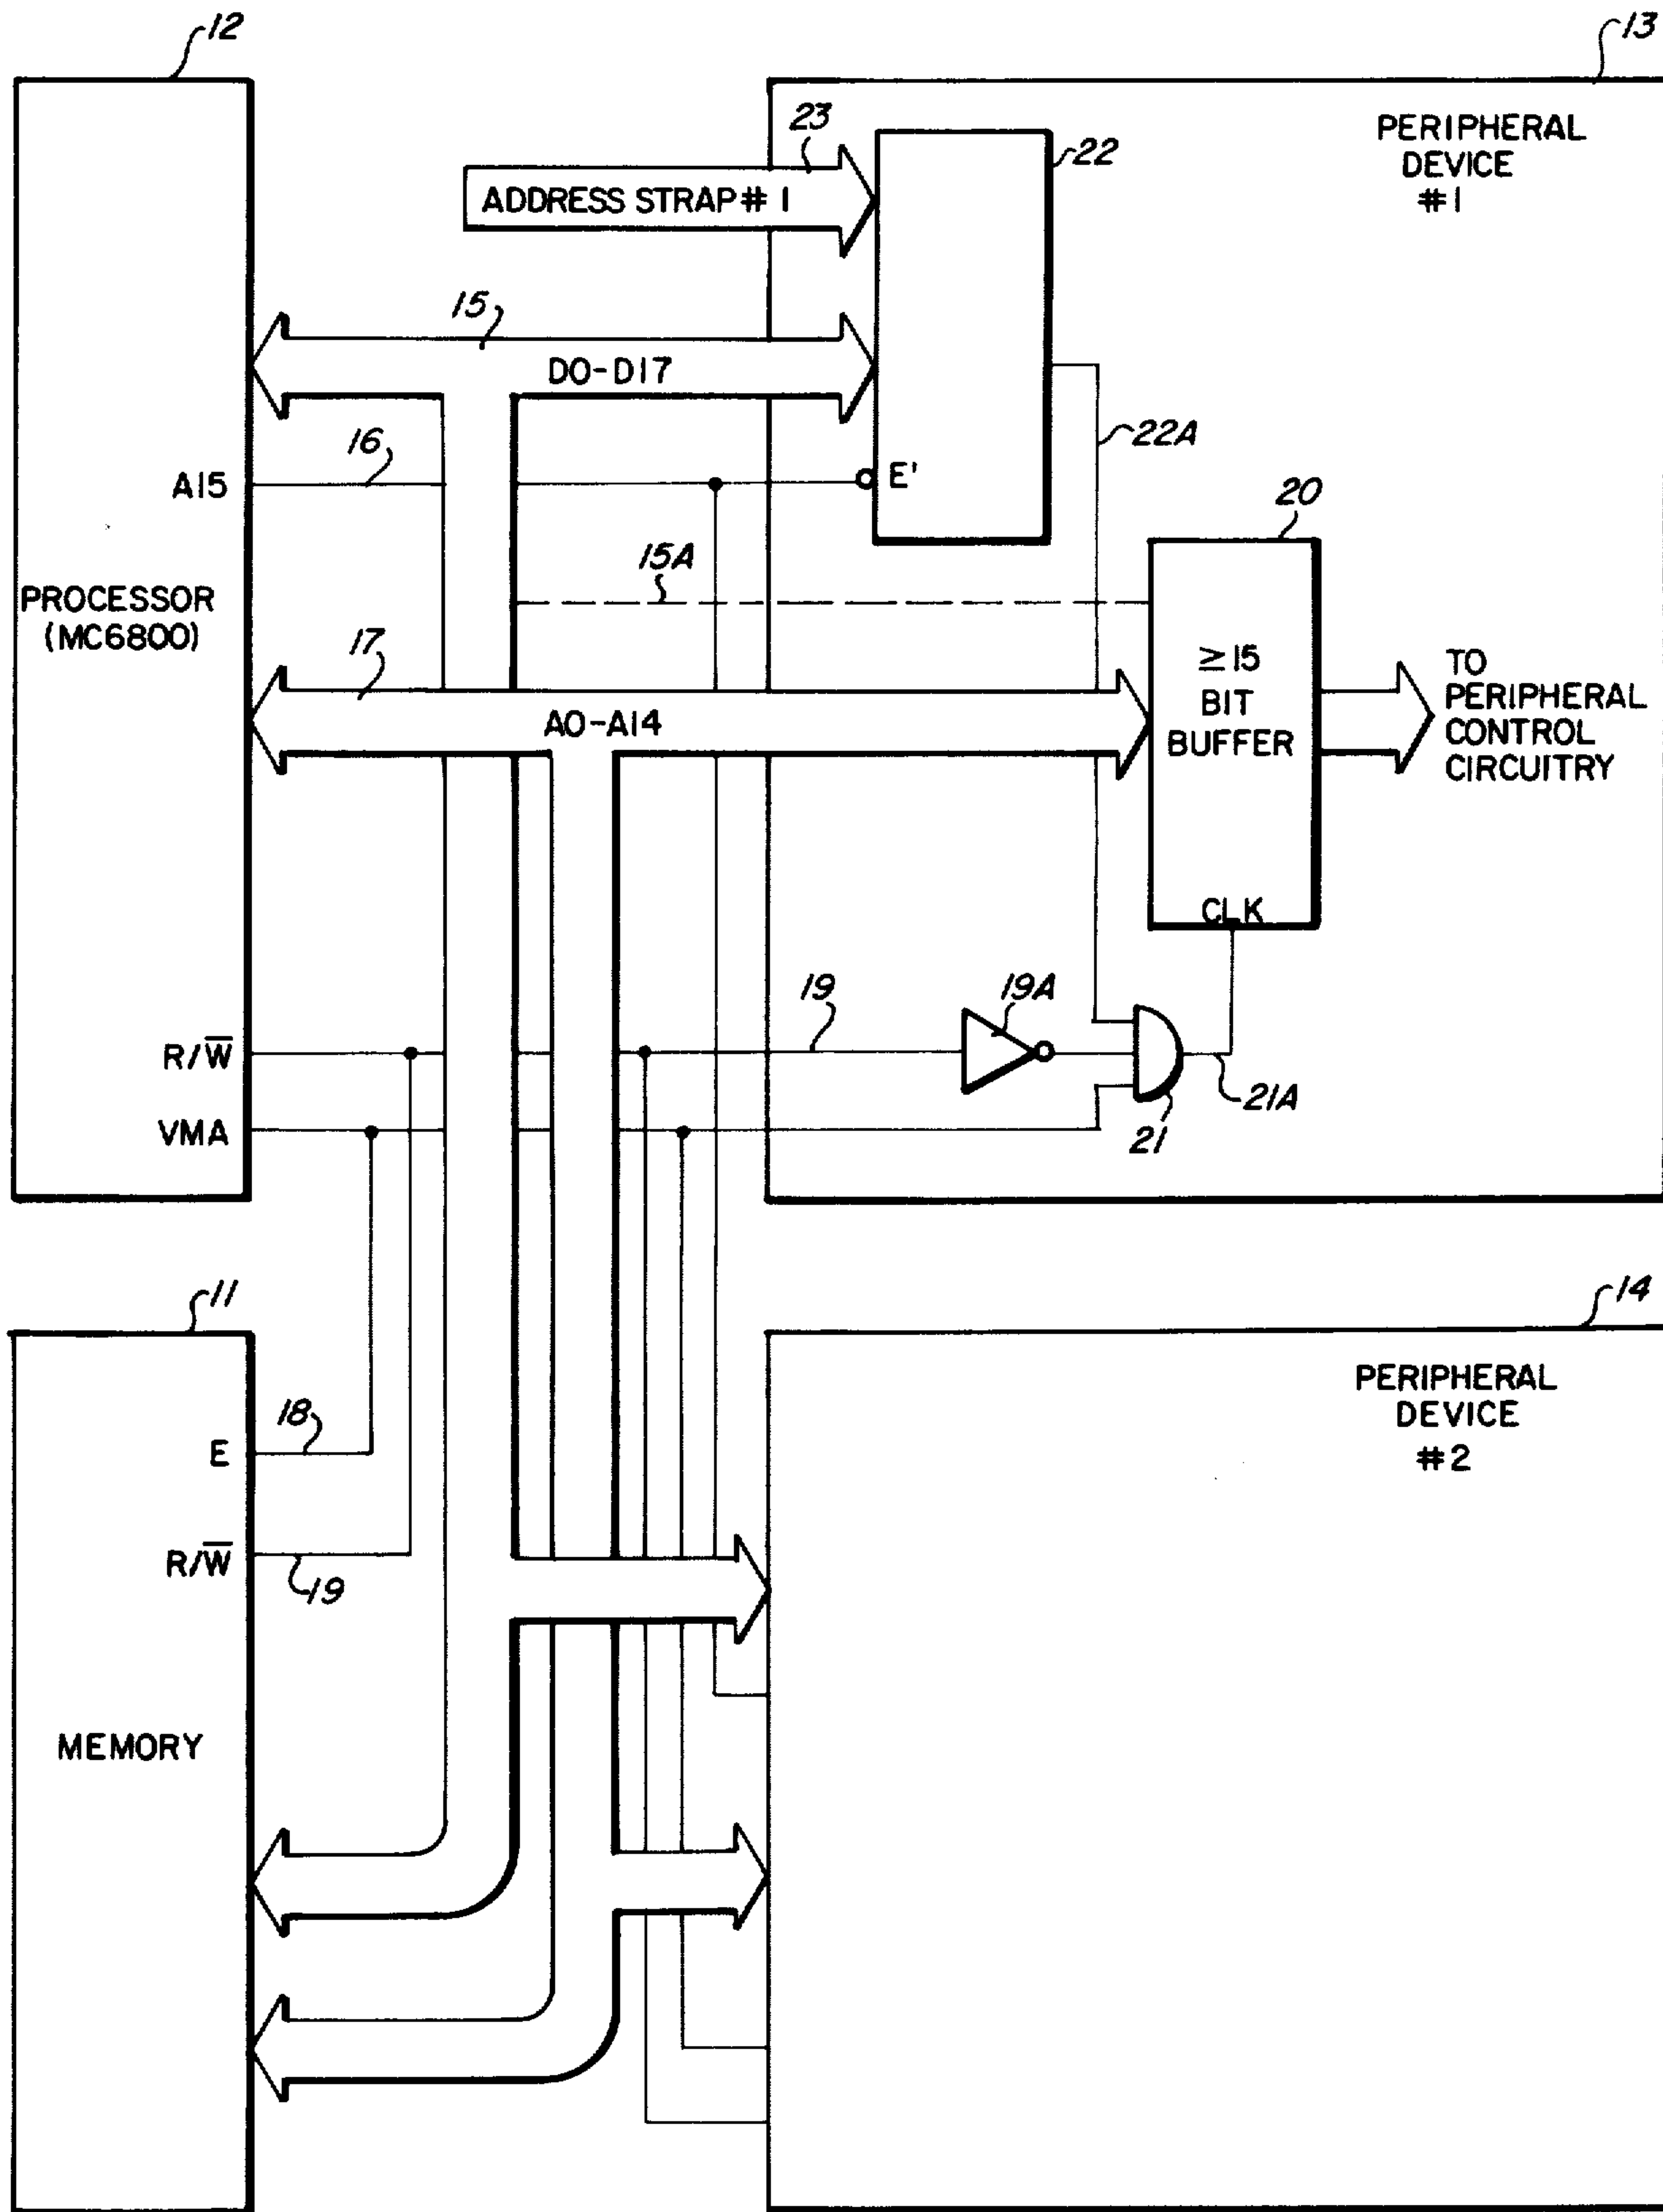 12
13
PERIPHERAL
DEVICE
#1
23
22
ADDRESS STRAP # 1
15
D0-D17
22A
16
A15
E'
20
15A
PROCESSOR
(MC6800)
17
A0-A14
≥15
BIT
BUFFER
TO
PERIPHERAL
CONTROL
CIRCUITRY
CLK
19
19A
R/W̅
21A
VMA
21
11
14
PERIPHERAL
DEVICE
#2
18
E
R/W̅
19
MEMORY